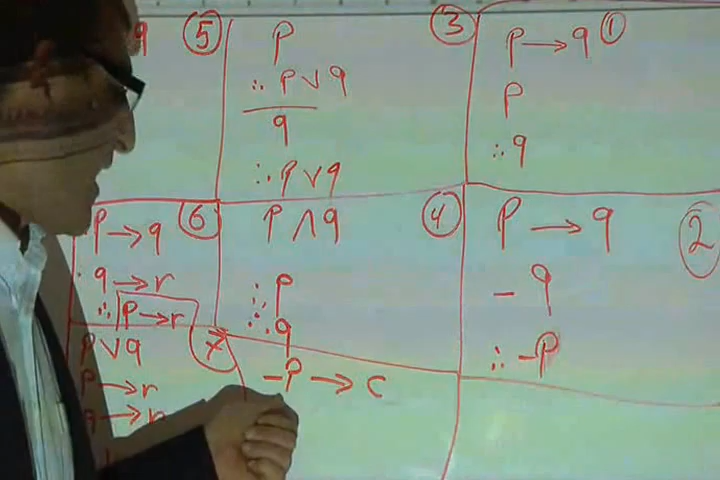 p → q ①
p
∴ q
p → q ②
- q
∴ -p
③
p
∴ p ∨ q
q
∴ p ∨ q
④
p ∧ q
∴ p
∴ q
⑤
q
⑥
p → q
q → r
∴ p → r
⑦
p ∨ q
p → r
q → r
-p → c